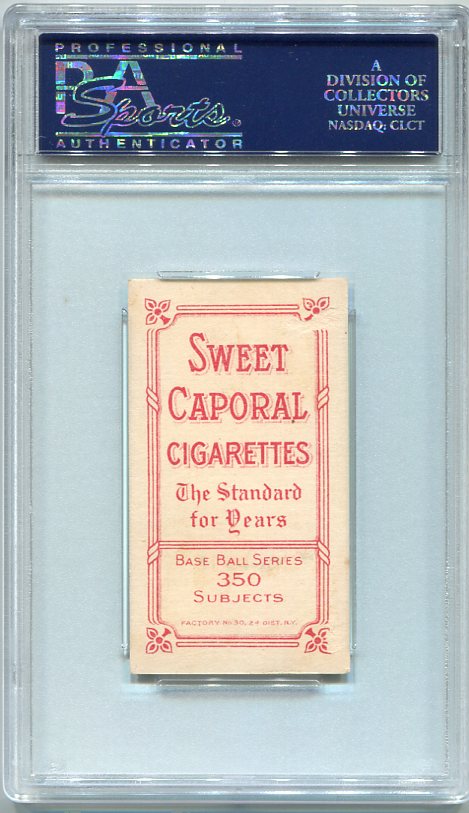 PROFESSIONAL
PSA
Sports.
AUTHENTICATOR
A
DIVISION OF
COLLECTORS
UNIVERSE
NASDAQ: CLCT
SWEET
CAPORAL
CIGARETTES
The Standard
for Years
BASE BALL SERIES
350
SUBJECTS
FACTORY No 30, 2d DIST. N.Y.